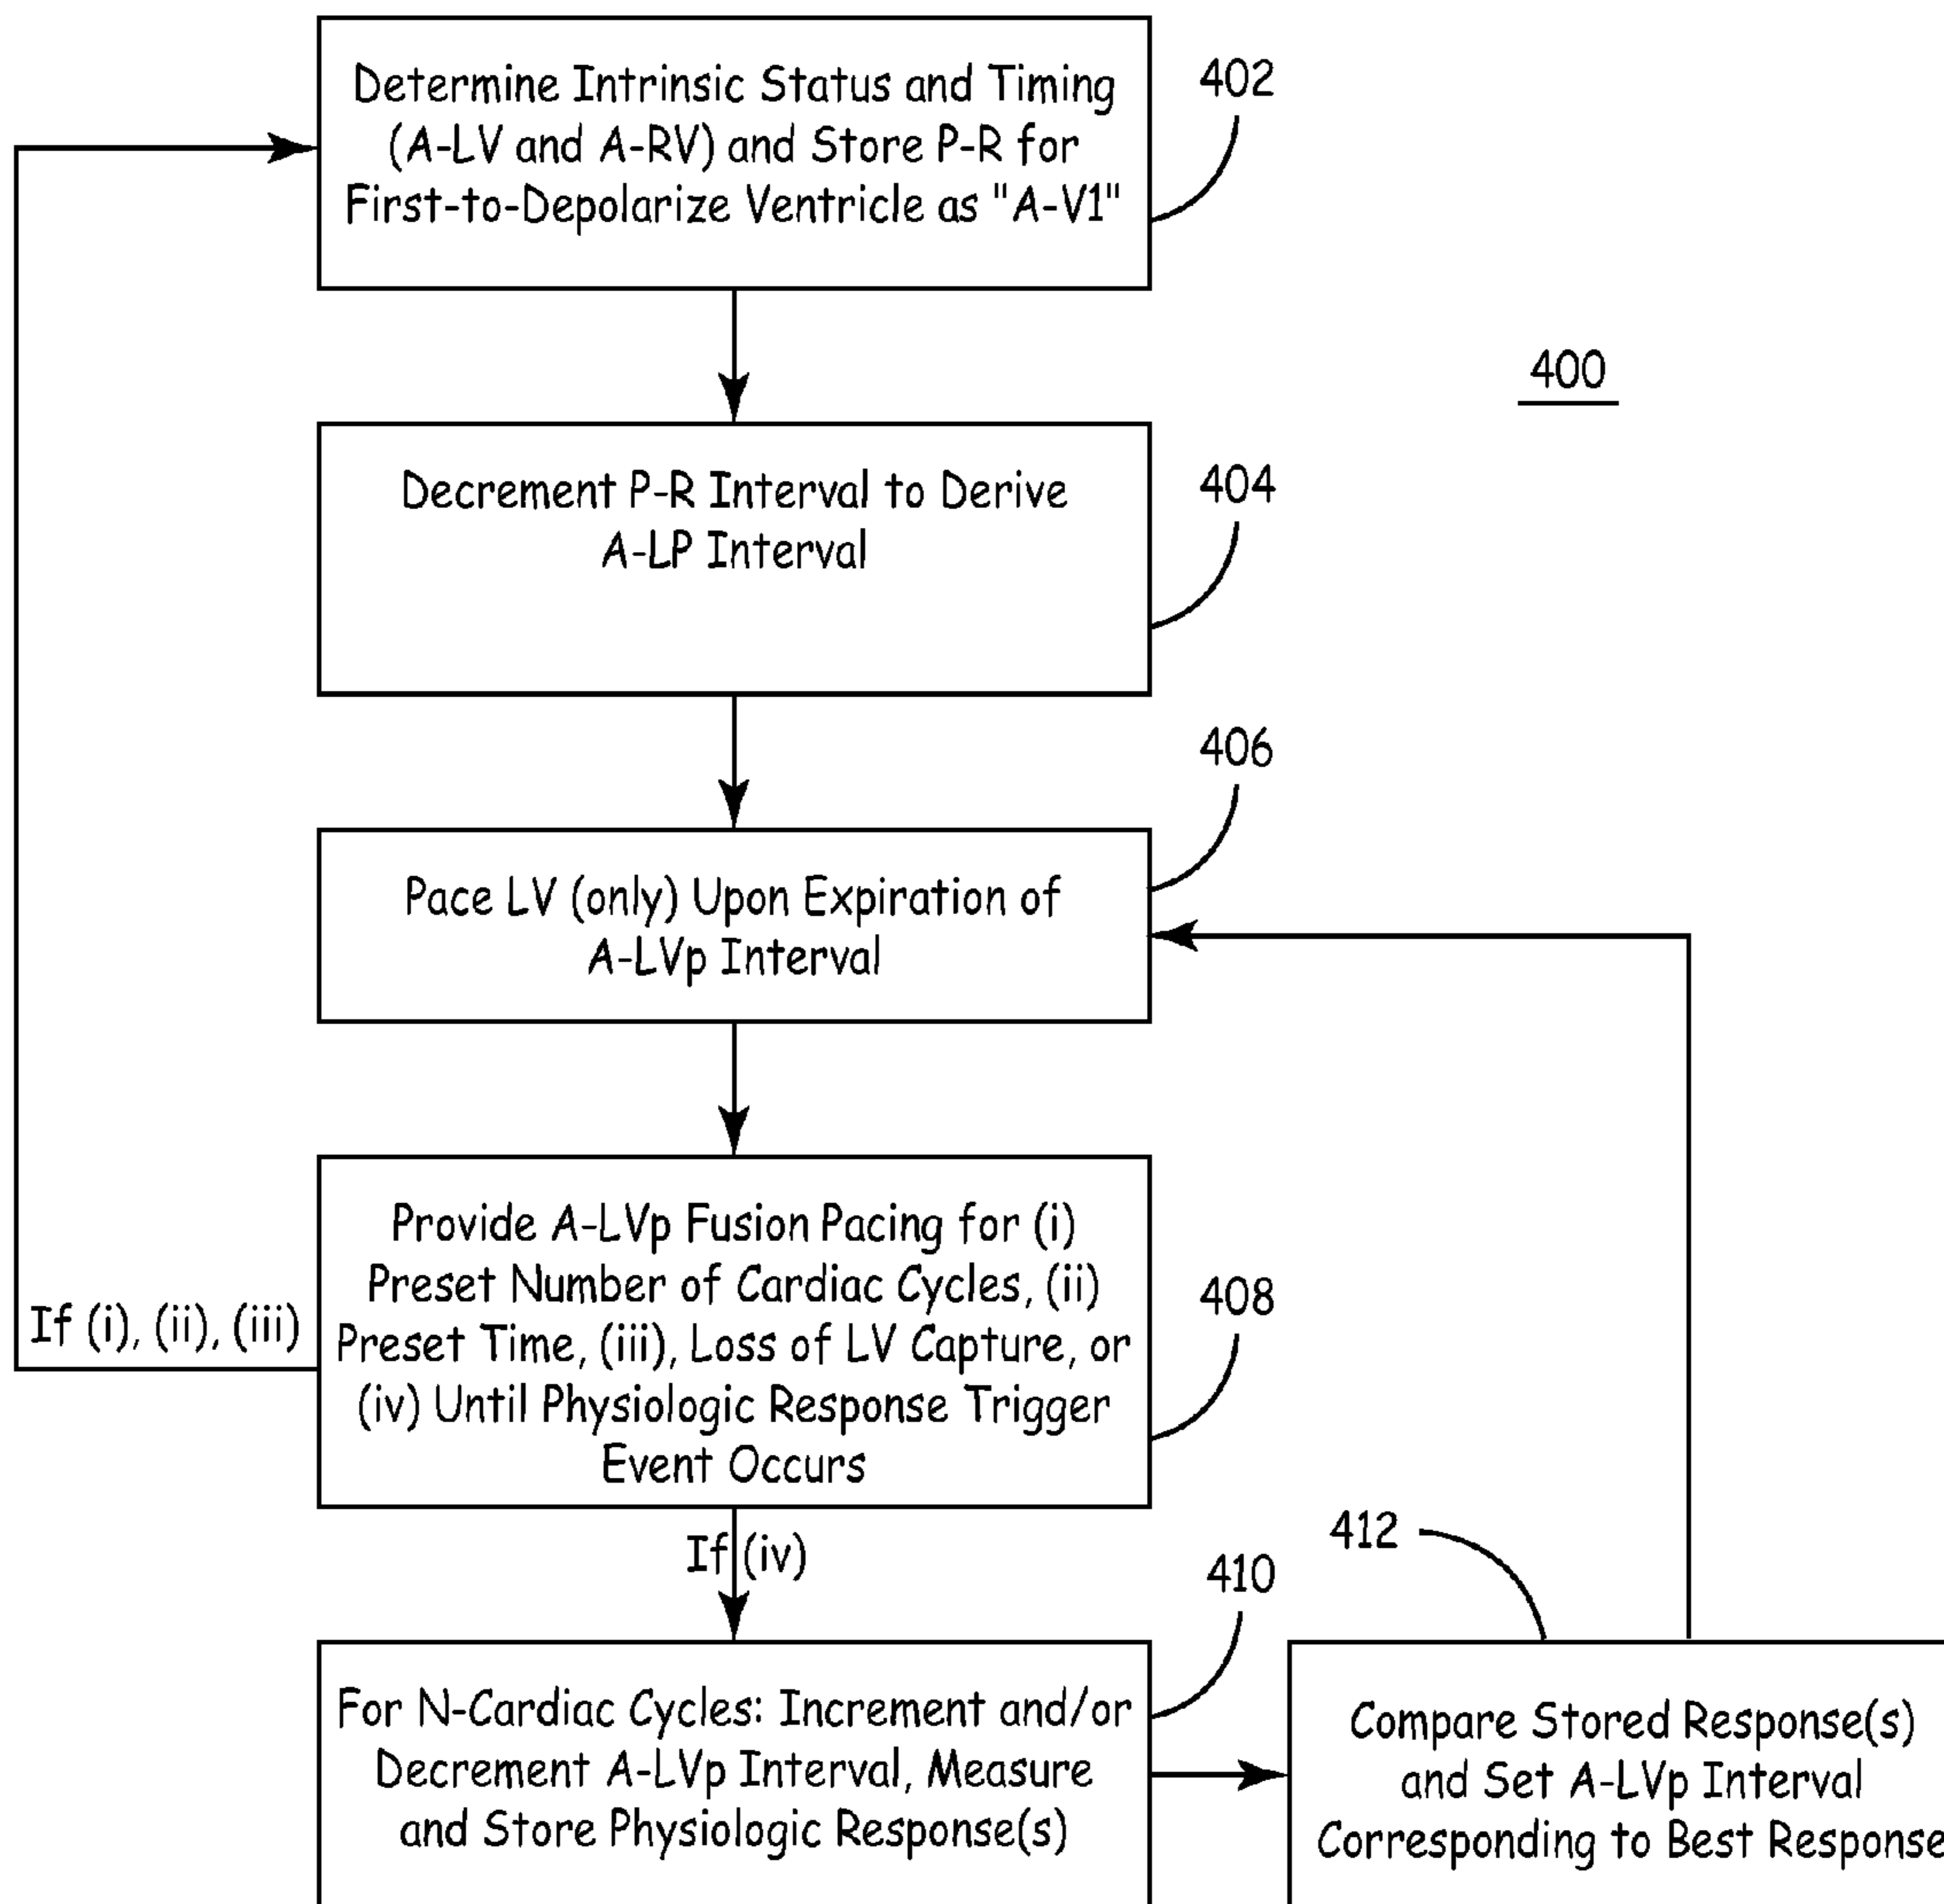 Determine Intrinsic Status and Timing
(A-LV and A-RV) and Store P-R for
First-to-Depolarize Ventricle as "A-V1"
402
400
Decrement P-R Interval to Derive
A-LP Interval
404
406
Pace LV (only) Upon Expiration of
A-LVp Interval
Provide A-LVp Fusion Pacing for (i)
Preset Number of Cardiac Cycles, (ii)
Preset Time, (iii), Loss of LV Capture, or
(iv) Until Physiologic Response Trigger
Event Occurs
408
If (i), (ii), (iii)
If (iv)
410
412
For N-Cardiac Cycles: Increment and/or
Decrement A-LVp Interval, Measure
and Store Physiologic Response(s)
Compare Stored Response(s)
and Set A-LVp Interval
Corresponding to Best Response